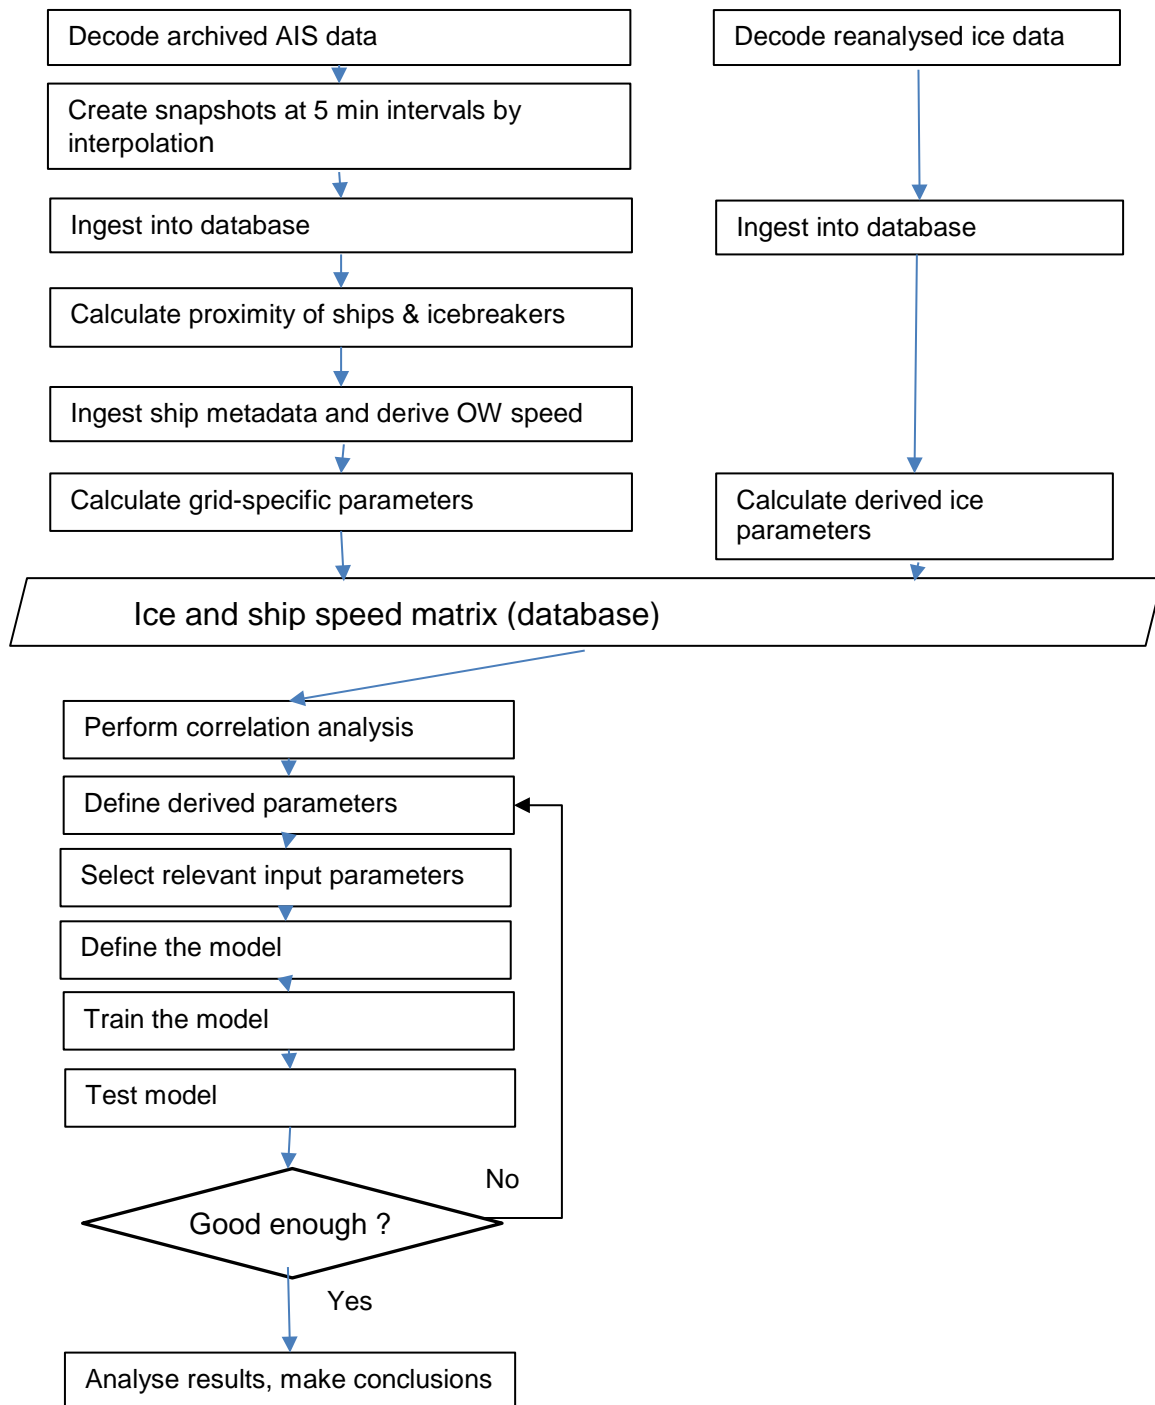 Decode archived AIS data
Decode reanalysed ice data
Create snapshots at 5 min intervals by
interpolation
Ingest into database
Ingest into database
Calculate proximity of ships & icebreakers
Ingest ship metadata and derive OW speed
Calculate grid-specific parameters
Calculate derived ice
parameters
Ice and ship speed matrix (database)
Perform correlation analysis
Define derived parameters
Select relevant input parameters
Define the model
Train the model
Test model
No
Good enough ?
Yes
Analyse results, make conclusions